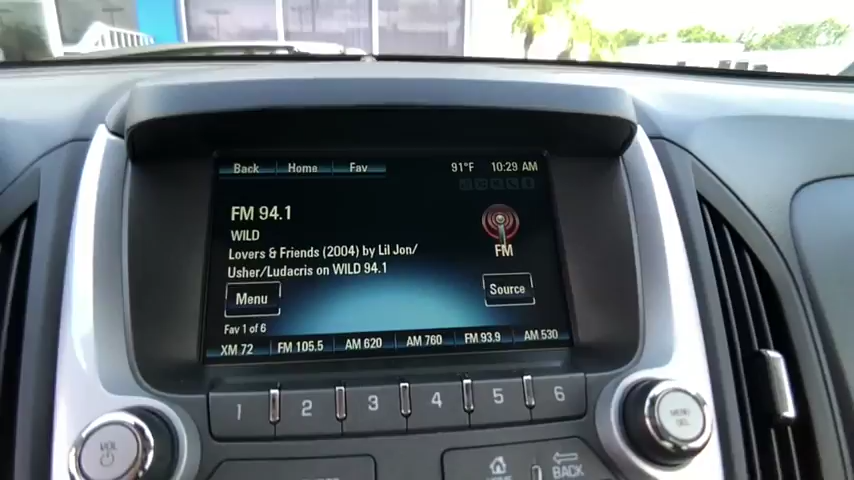 Back Home Fav 91°F 10:29 AM
FM 94.1
WILD
Lovers & Friends (2004) by Lil Jon/
Usher/Ludacris on WILD 94.1
FM
Menu Source
Fav 1 of 6
XM 72 FM 105.5 AM 620 AM 760 FM 93.9 AM 530
1 2 3 4 5 6
VOL
MENU
SEL
BACK